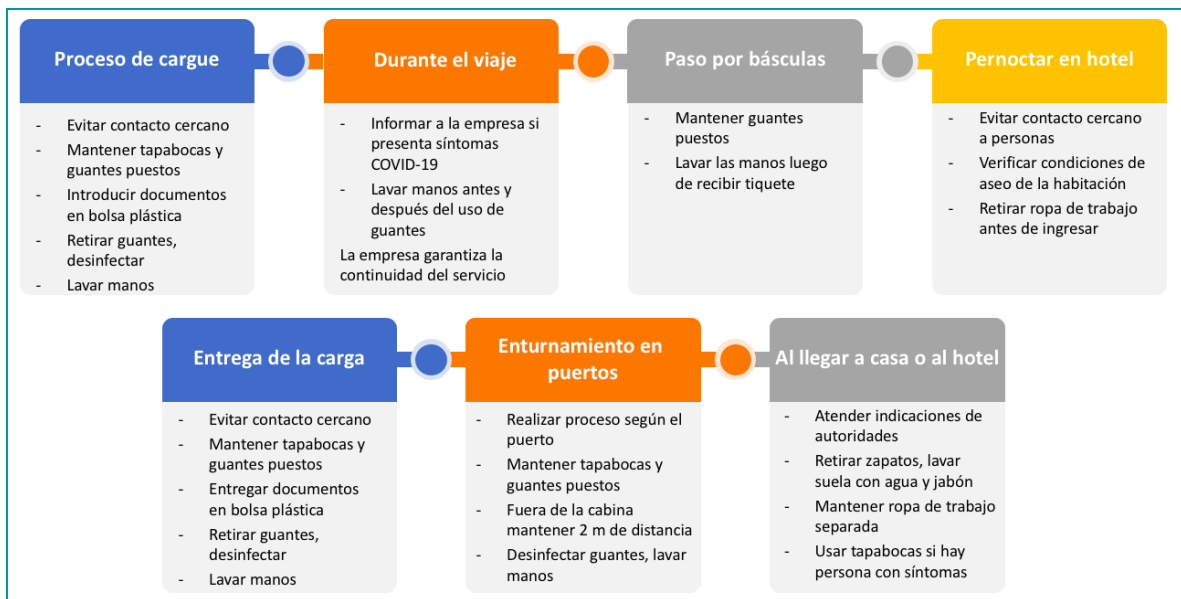 Proceso de cargue
- Evitar contacto cercano
- Mantener tapabocas y
guantes puestos
- Introducir documentos
en bolsa plástica
- Retirar guantes,
desinfectar
- Lavar manos
Durante el viaje
- Informar a la empresa si
presenta síntomas
COVID-19
- Lavar manos antes y
después del uso de
guantes
La empresa garantiza la
continuidad del servicio
Paso por básculas
- Mantener guantes
puestos
- Lavar las manos luego
de recibir tiquete
Pernoctar en hotel
- Evitar contacto cercano
a personas
- Verificar condiciones de
aseo de la habitación
- Retirar ropa de trabajo
antes de ingresar
Entrega de la carga
- Evitar contacto cercano
- Mantener tapabocas y
guantes puestos
- Entregar documentos
en bolsa plástica
- Retirar guantes,
desinfectar
- Lavar manos
Enturnamiento en
puertos
- Realizar proceso según el
puerto
- Mantener tapabocas y
guantes puestos
- Fuera de la cabina
mantener 2 m de distancia
- Desinfectar guantes, lavar
manos
Al llegar a casa o al hotel
- Atender indicaciones de
autoridades
- Retirar zapatos, lavar
suela con agua y jabón
- Mantener ropa de trabajo
separada
- Usar tapabocas si hay
persona con síntomas